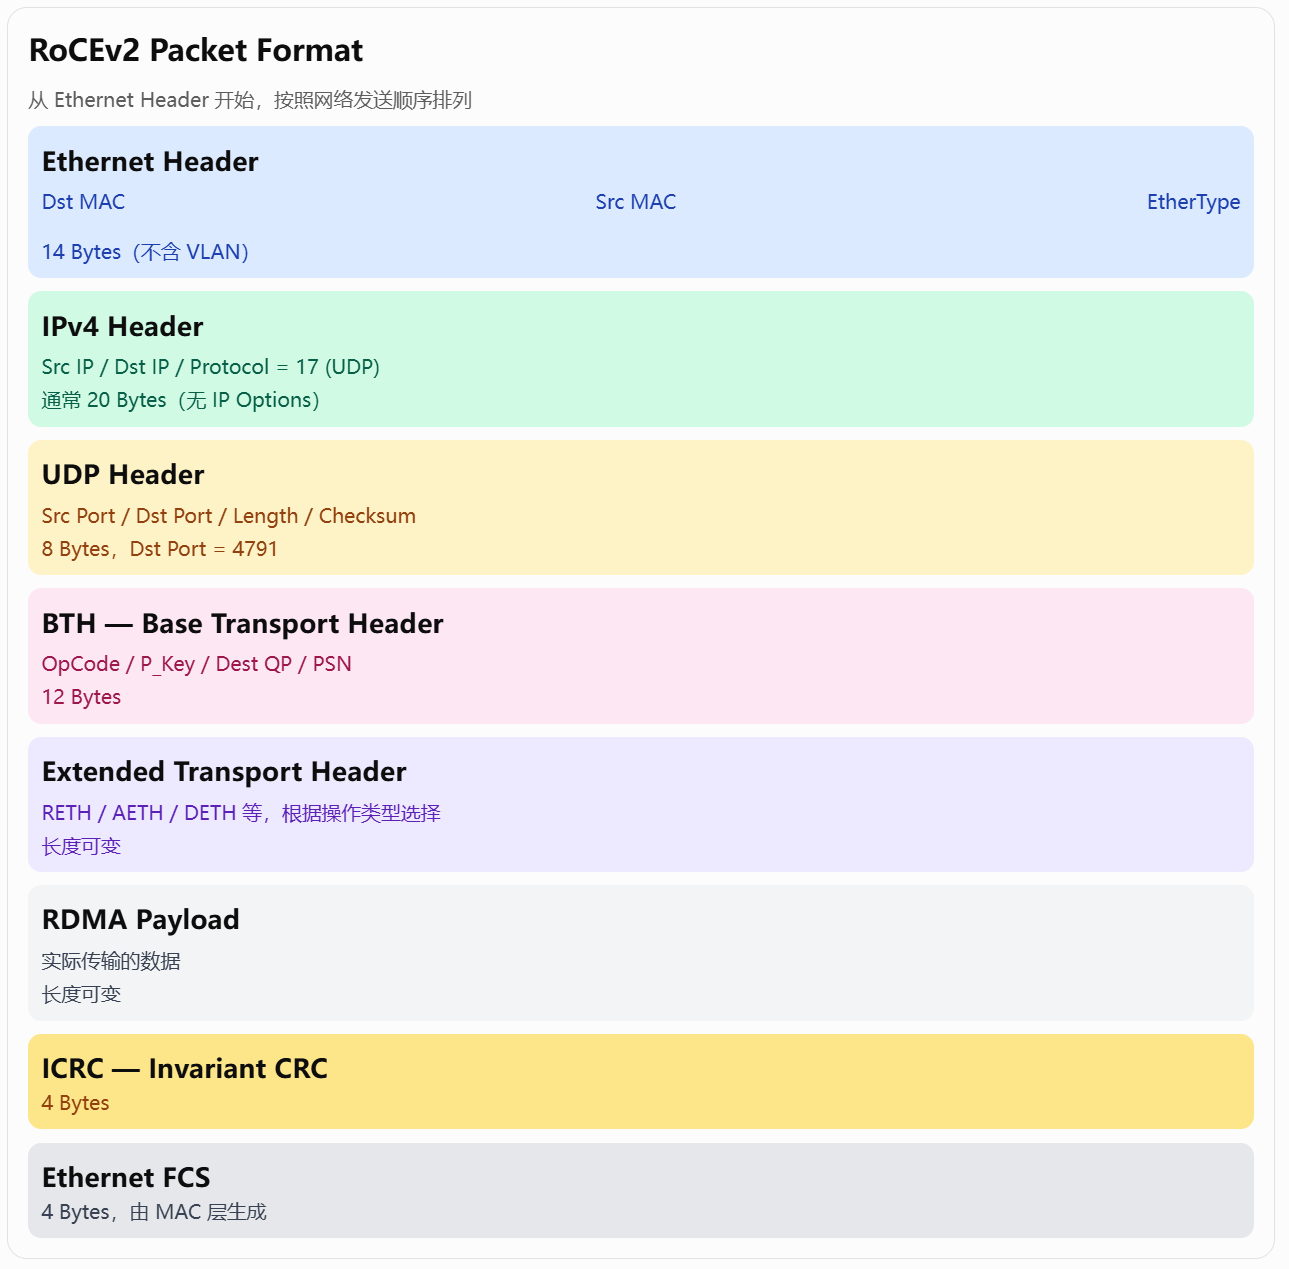 RoCEv2 Packet Format
从 Ethernet Header 开始，按照网络发送顺序排列
Ethernet Header
Dst MAC Src MAC EtherType
14 Bytes（不含 VLAN）
IPv4 Header
Src IP / Dst IP / Protocol = 17 (UDP)
通常 20 Bytes（无 IP Options）
UDP Header
Src Port / Dst Port / Length / Checksum
8 Bytes，Dst Port = 4791
BTH — Base Transport Header
OpCode / P_Key / Dest QP / PSN
12 Bytes
Extended Transport Header
RETH / AETH / DETH 等，根据操作类型选择
长度可变
RDMA Payload
实际传输的数据
长度可变
ICRC — Invariant CRC
4 Bytes
Ethernet FCS
4 Bytes，由 MAC 层生成